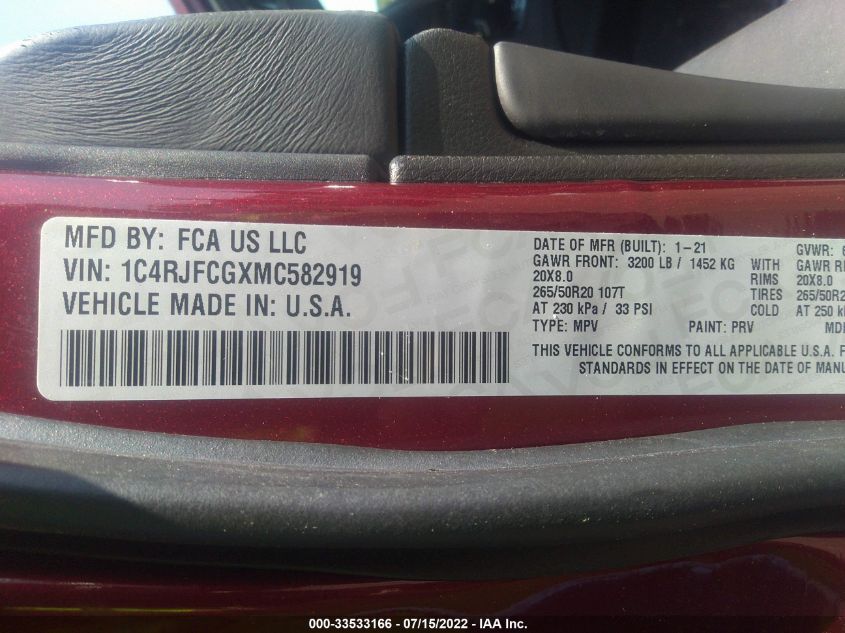 MFD BY: FCA US LLC
VIN: 1C4RJFCGXMC582919
VEHICLE MADE IN: U.S.A.
DATE OF MFR (BUILT): 1-21 GVWR:
GAWR FRONT: 3200 LB / 1452 KG WITH GAWR
20X8.0 RIMS 20X8.0
265/50R20 107T TIRES 265/50R20
AT 230 kPa / 33 PSI COLD AT 250
TYPE: MPV PAINT: PRV
THIS VEHICLE CONFORMS TO ALL APPLICABLE U.S.A.
STANDARDS IN EFFECT ON THE DATE OF
000-33533166 - 07/15/2022 - IAA Inc.